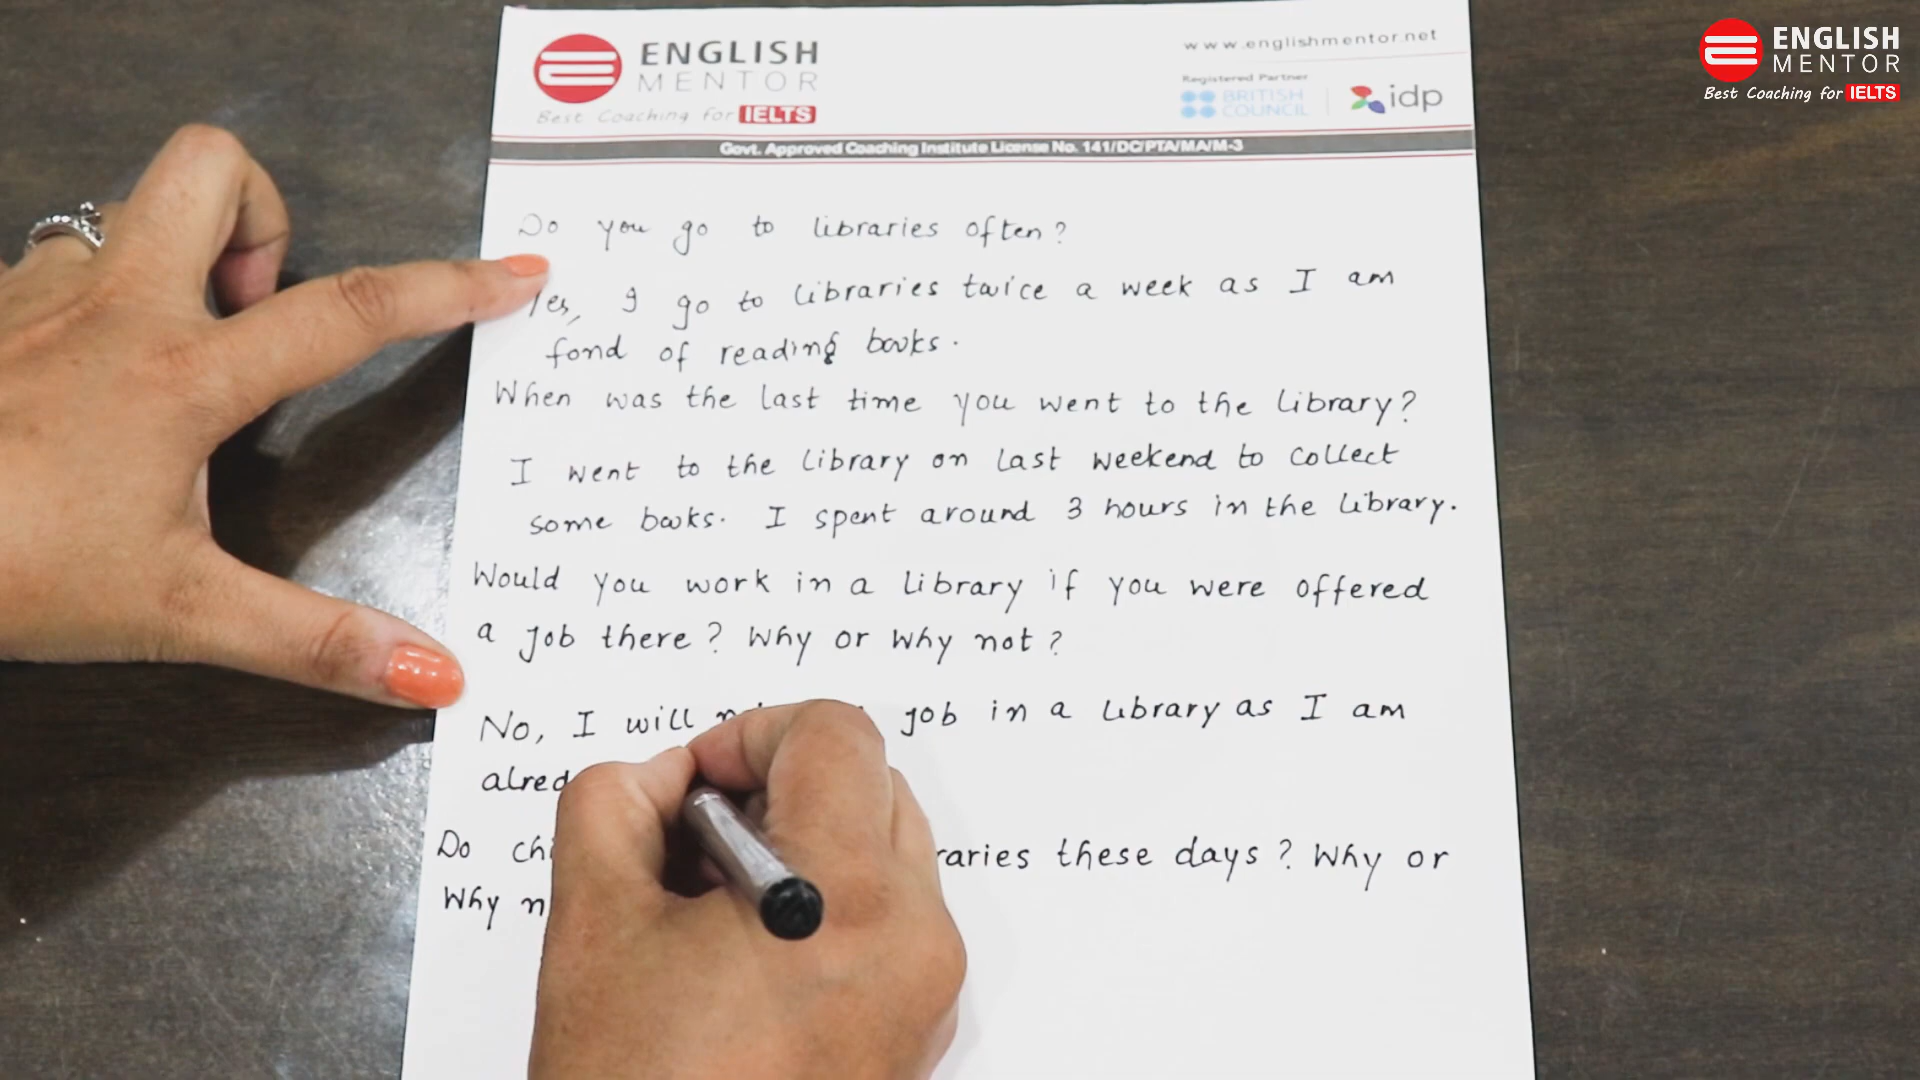 ENGLISH
MENTOR
Best Coaching for IELTS
www.englishmentor.net
Registered Partner
BRITISH
COUNCIL
idp
Govt. Approved Coaching Institute License No. 141/DC/PTA/MA/M-3
Do you go to libraries often?
Yes, I go to libraries twice a week as I am
fond of reading books.
When was the last time you went to the library?
I went to the library on last weekend to collect
some books. I spent around 3 hours in the library.
Would you work in a library if you were offered
a job there? Why or why not?
No, I will job in a library as I am
Do these days? Why or
Why
ENGLISH
MENTOR
Best Coaching for IELTS